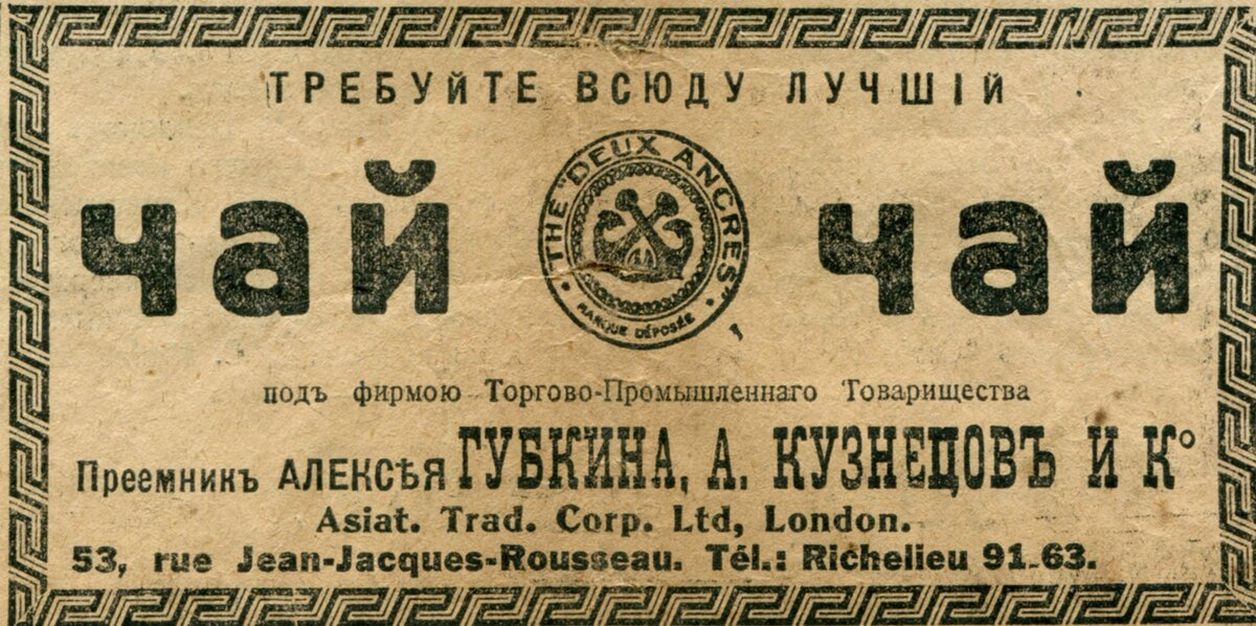 ТРЕБУЙТЕ ВСЮДУ ЛУЧШІЙ
чай
THE "DEUX ANCRES"
MARQUE DÉPOSÉE
чай
подъ фирмою Торгово-Промышленнаго Товарищества
Преемникъ АЛЕКСѢЯ ГУБКИНА, А. КУЗНЕЦОВЪ И Кº
Asiat. Trad. Corp. Ltd, London.
53, rue Jean-Jacques-Rousseau. Tél.: Richelieu 91.63.